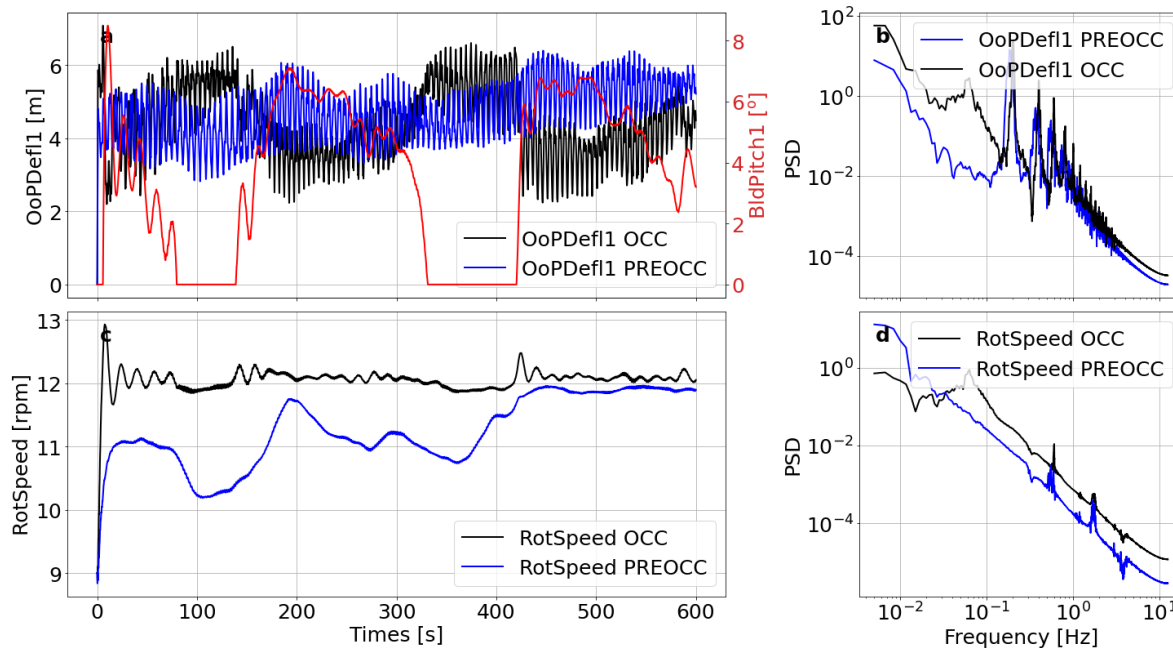 a
OoPDefl1 [m]
0
2
4
6
0
2
4
6
8
BldPitch1 [°]
OoPDefl1 OCC
OoPDefl1 PREOCC
b
PSD
10²
10⁰
10⁻²
10⁻⁴
OoPDefl1 PREOCC
OoPDefl1 OCC
c
RotSpeed [rpm]
13
12
11
10
9
RotSpeed OCC
RotSpeed PREOCC
0
100
200
300
400
500
600
Times [s]
d
PSD
10⁰
10⁻²
10⁻⁴
RotSpeed OCC
RotSpeed PREOCC
10⁻²
10⁻¹
10⁰
10¹
Frequency [Hz]